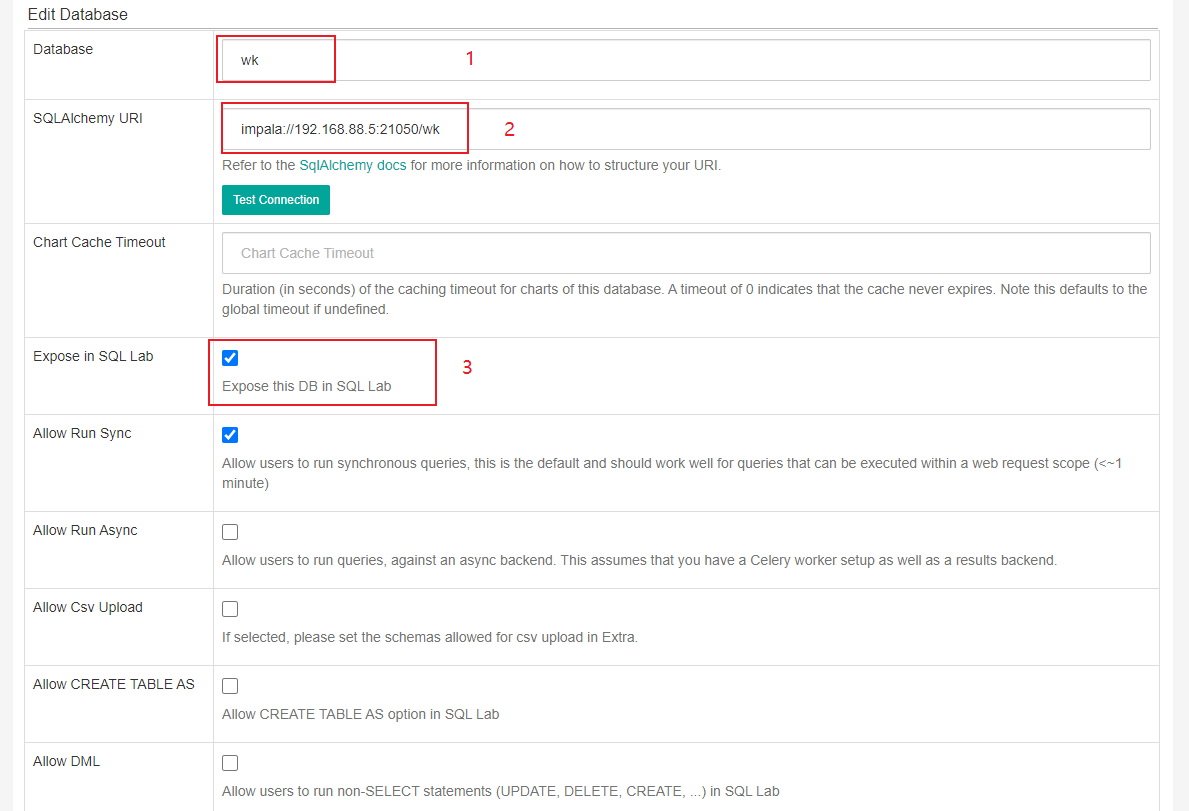 Edit Database
Database
wk
1
SQLAlchemy URI
impala://192.168.88.5:21050/wk
2
Refer to the SqlAlchemy docs for more information on how to structure your URI.
Test Connection
Chart Cache Timeout
Chart Cache Timeout
Duration (in seconds) of the caching timeout for charts of this database. A timeout of 0 indicates that the cache never expires. Note this defaults to the
global timeout if undefined.
Expose in SQL Lab
3
Expose this DB in SQL Lab
Allow Run Sync
Allow users to run synchronous queries, this is the default and should work well for queries that can be executed within a web request scope (<~1
minute)
Allow Run Async
Allow users to run queries, against an async backend. This assumes that you have a Celery worker setup as well as a results backend.
Allow Csv Upload
If selected, please set the schemas allowed for csv upload in Extra.
Allow CREATE TABLE AS
Allow CREATE TABLE AS option in SQL Lab
Allow DML
Allow users to run non-SELECT statements (UPDATE, DELETE, CREATE, ...) in SQL Lab